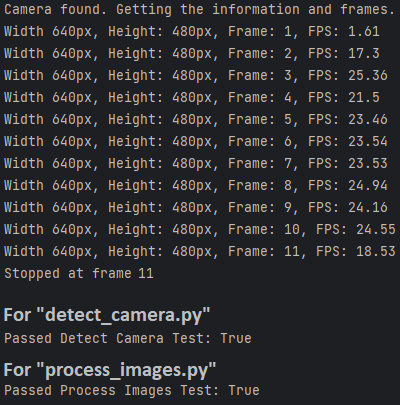 Camera found. Getting the information and frames.
Width 640px, Height: 480px, Frame: 1, FPS: 1.61
Width 640px, Height: 480px, Frame: 2, FPS: 17.3
Width 640px, Height: 480px, Frame: 3, FPS: 25.36
Width 640px, Height: 480px, Frame: 4, FPS: 21.5
Width 640px, Height: 480px, Frame: 5, FPS: 23.46
Width 640px, Height: 480px, Frame: 6, FPS: 23.54
Width 640px, Height: 480px, Frame: 7, FPS: 23.53
Width 640px, Height: 480px, Frame: 8, FPS: 24.94
Width 640px, Height: 480px, Frame: 9, FPS: 24.16
Width 640px, Height: 480px, Frame: 10, FPS: 24.55
Width 640px, Height: 480px, Frame: 11, FPS: 18.53
Stopped at frame 11
For "detect_camera.py"
Passed Detect Camera Test: True
For "process_images.py"
Passed Process Images Test: True